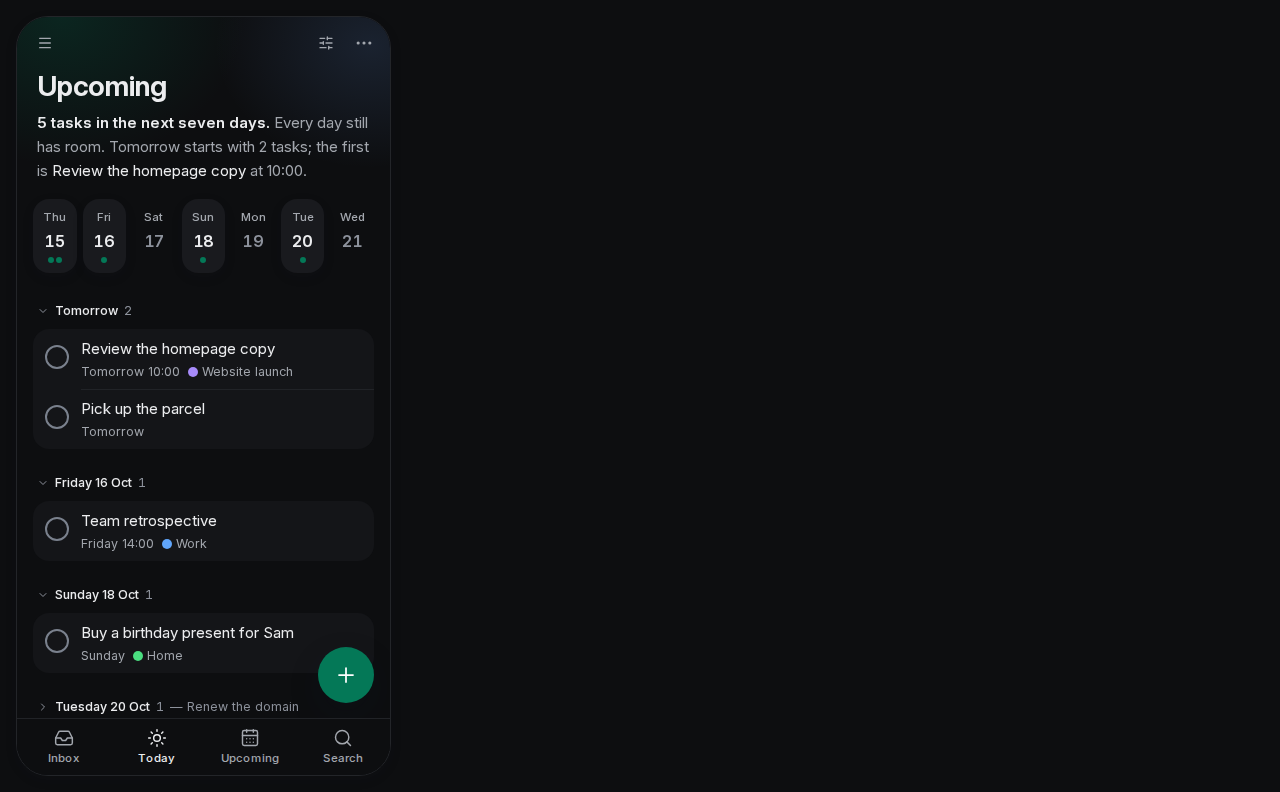 Upcoming
5 tasks in the next seven days. Every day still
has room. Tomorrow starts with 2 tasks; the first
is Review the homepage copy at 10:00.
Thu Fri Sat Sun Mon Tue Wed
15 16 17 18 19 20 21
Tomorrow 2
Review the homepage copy
Tomorrow 10:00 Website launch
Pick up the parcel
Tomorrow
Friday 16 Oct 1
Team retrospective
Friday 14:00 Work
Sunday 18 Oct 1
Buy a birthday present for Sam
Sunday Home
Tuesday 20 Oct 1 — Renew the domain
Inbox Today Upcoming Search